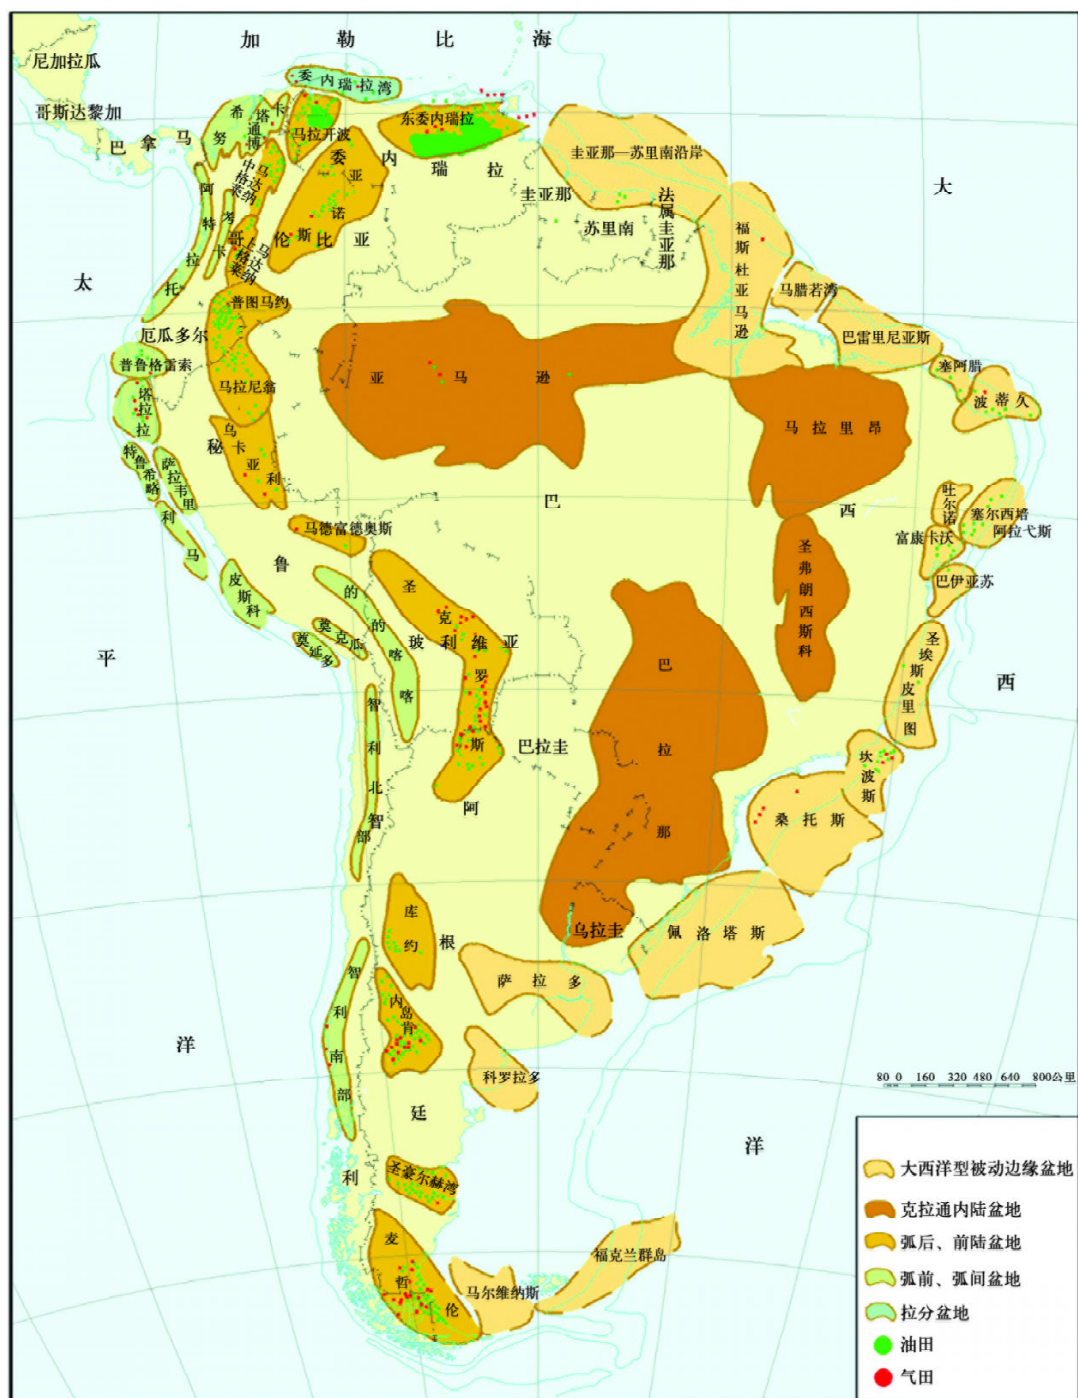 加勒比海
尼加拉瓜
哥斯达黎加
巴拿马
委内瑞拉湾
希努
塔通博
卡
马拉开波
东委内瑞拉
圭亚那—苏里南沿岸
大
委内瑞拉
亚诺斯
中马格达莱纳
阿特拉托
考卡
上马格达莱纳
哥伦比亚
圭亚那
苏里南
法属圭亚那
福斯杜亚马逊
马腊若湾
巴雷里尼亚斯
塞阿腊
波蒂久
太
普图马约
厄瓜多尔
普鲁格雷索
马拉尼翁
塔拉拉
亚马逊
马拉里昂
乌卡亚利
秘
特鲁希略
萨拉韦里
利马
巴
西
吐尔诺
塞尔西培
阿拉戈斯
富康卡沃
巴伊亚苏
马德富德奥斯
鲁
皮斯科
莫克瓜
莫延多
的的喀喀
圣克罗斯
玻利维亚
圣弗朗西斯科
圣埃斯皮里图
平
西
巴拉那
巴拉圭
智利北部
智
阿
坎波斯
桑托斯
库约
根
乌拉圭
佩洛塔斯
萨拉多
智利南部
内岛肯
洋
科罗拉多
廷
洋
利
圣豪尔赫湾
麦哲伦
马尔维纳斯
福克兰群岛
80 0 160 320 480 640 800公里
大西洋型被动边缘盆地
克拉通内陆盆地
弧后、前陆盆地
弧前、弧间盆地
拉分盆地
油田
气田